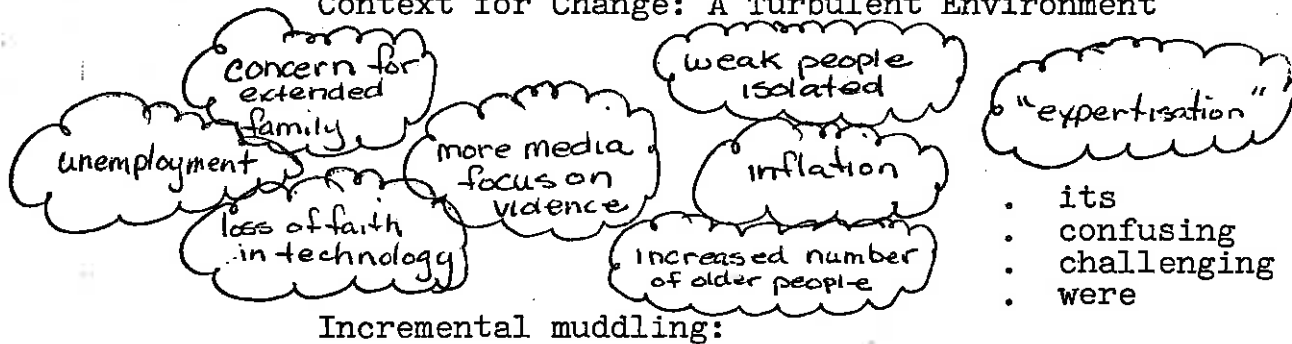 Context for Change: A Turbulent Environment
concern for
extended
family
unemployment
loss of faith
in technology
more media
focus on
violence
weak people
isolated
inflation
increased number
of older people
"expertisation"
. its
. confusing
. challenging
. were
Incremental muddling: